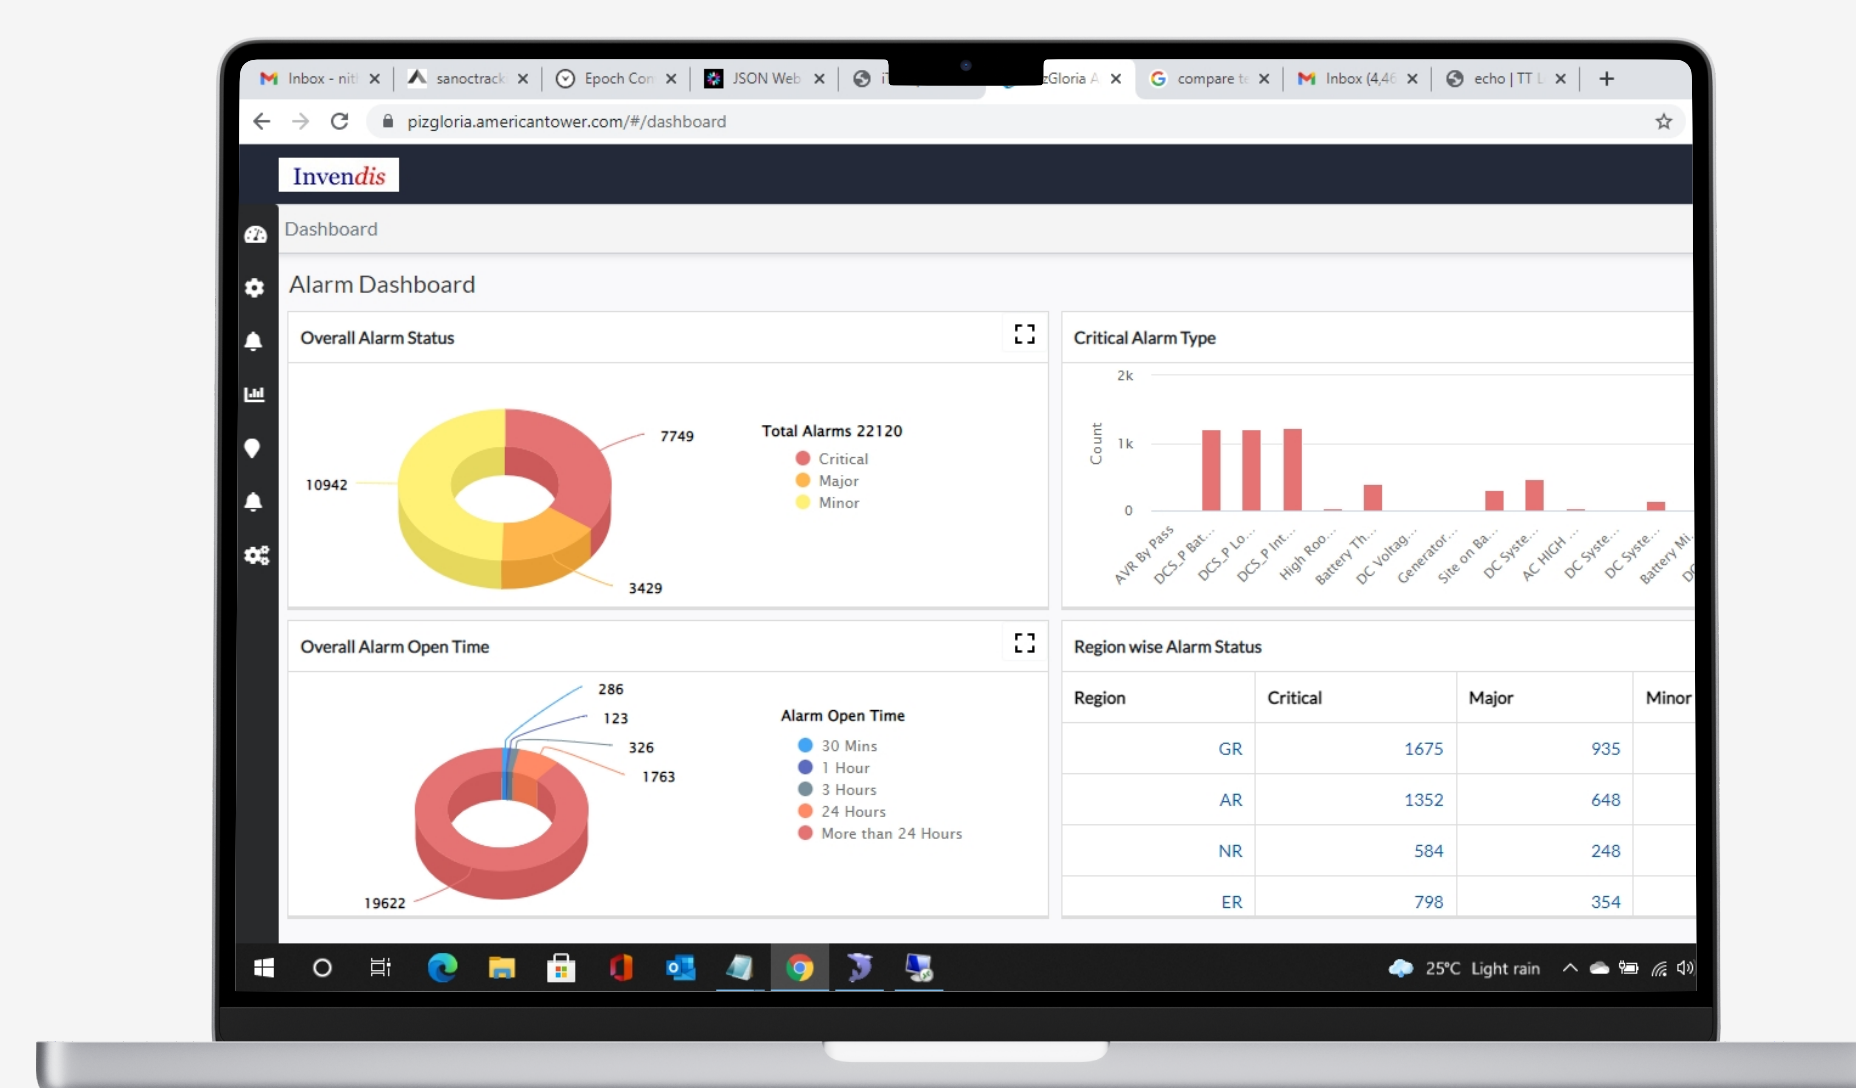 Inbox - niti
sanoctrack
Epoch Con
JSON Web
zGloria A
compare te
Inbox (4,46
echo | TT L
pizgloria.americantower.com/#/dashboard
Invendis
Dashboard
Alarm Dashboard
Overall Alarm Status
7749
10942
3429
Total Alarms 22120
Critical
Major
Minor
Critical Alarm Type
2k
1k
0
Count
AVR By Pass
DCS_P Bat...
DCS_P Lo...
DCS_P Int...
High Roo...
Battery Th...
DC Voltag...
Generator...
Site on Ba...
DC Syste...
AC HIGH ...
DC Syste...
DC Syste...
Battery Mi.
DC
Overall Alarm Open Time
286
123
326
1763
19622
Alarm Open Time
30 Mins
1 Hour
3 Hours
24 Hours
More than 24 Hours
Region wise Alarm Status
Region Critical Major Minor
GR 1675 935
AR 1352 648
NR 584 248
ER 798 354
25°C Light rain